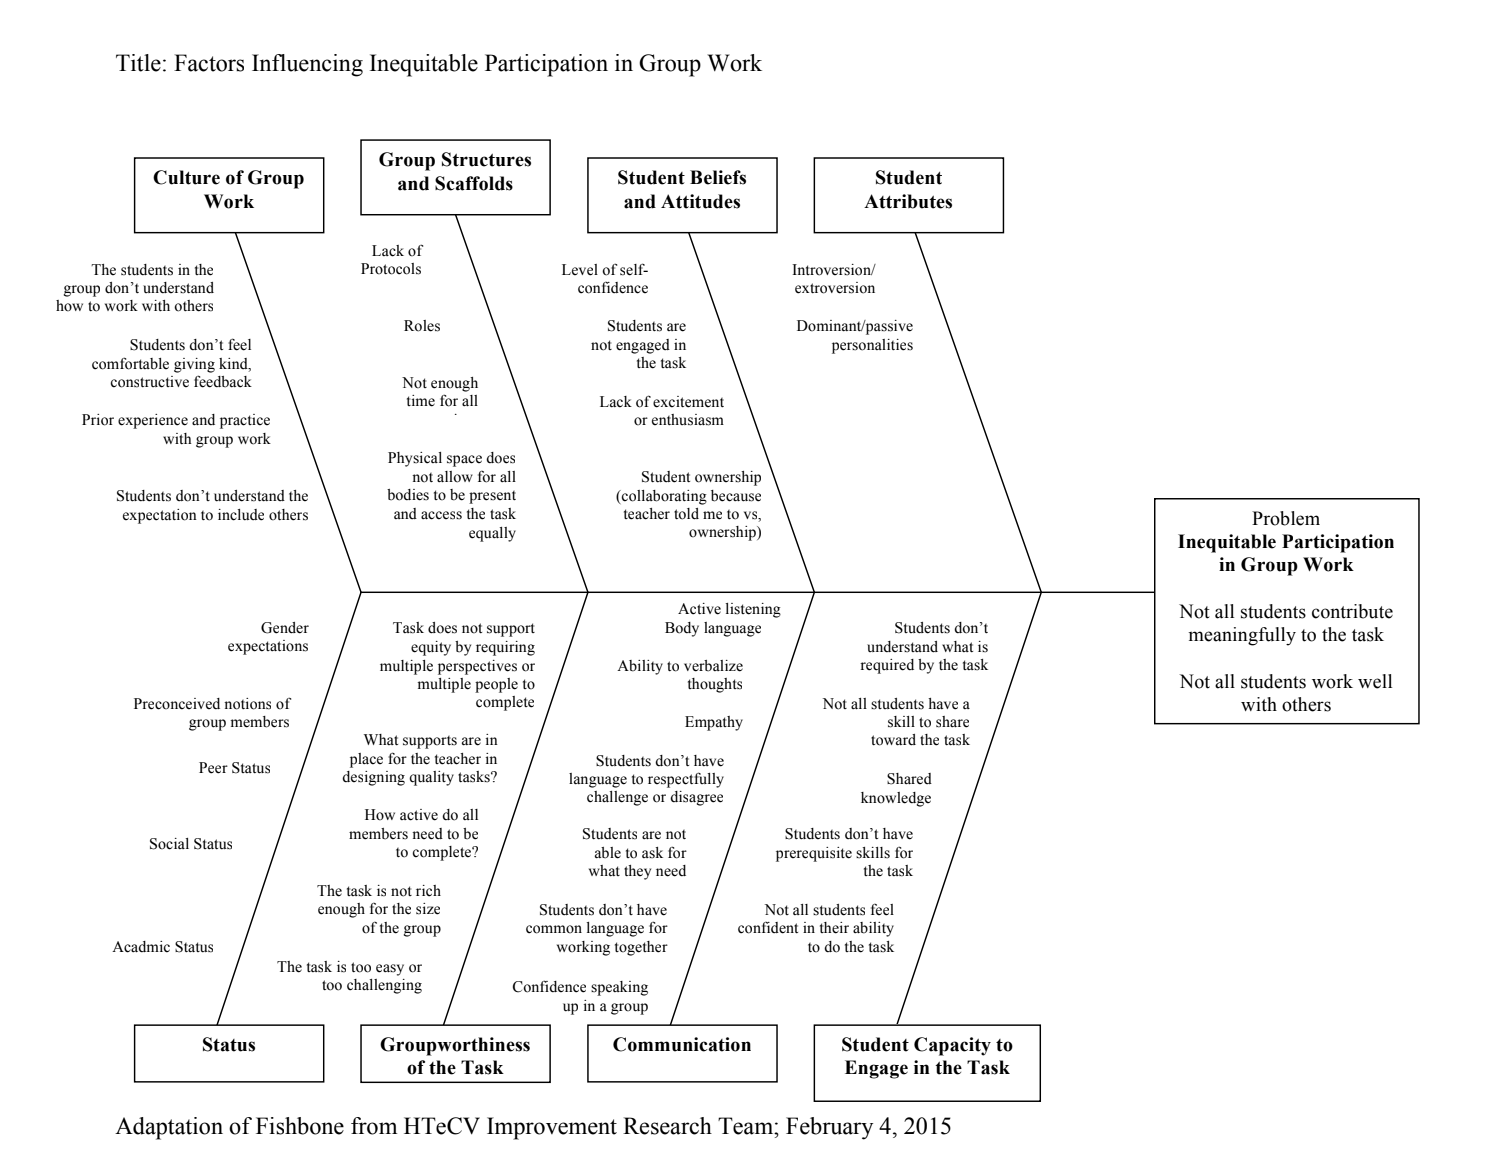 Title: Factors Influencing Inequitable Participation in Group Work
Culture of Group
Work
Group Structures
and Scaffolds
Student Beliefs
and Attitudes
Student
Attributes
The students in the
group don’t understand
how to work with others
Students don’t feel
comfortable giving kind,
constructive feedback
Prior experience and practice
with group work
Students don’t understand the
expectation to include others
Lack of
Protocols
Roles
Not enough
time for all
Physical space does
not allow for all
bodies to be present
and access the task
equally
Level of self-
confidence
Students are
not engaged in
the task
Lack of excitement
or enthusiasm
Student ownership
(collaborating because
teacher told me to vs,
ownership)
Introversion/
extroversion
Dominant/passive
personalities
Problem
Inequitable Participation
in Group Work
Not all students contribute
meaningfully to the task
Not all students work well
with others
Gender
expectations
Preconceived notions of
group members
Peer Status
Social Status
Acadmic Status
Task does not support
equity by requiring
multiple perspectives or
multiple people to
complete
What supports are in
place for the teacher in
designing quality tasks?
How active do all
members need to be
to complete?
The task is not rich
enough for the size
of the group
The task is too easy or
too challenging
Active listening
Body language
Ability to verbalize
thoughts
Empathy
Students don’t have
language to respectfully
challenge or disagree
Students are not
able to ask for
what they need
Students don’t have
common language for
working together
Confidence speaking
up in a group
Students don’t
understand what is
required by the task
Not all students have a
skill to share
toward the task
Shared
knowledge
Students don’t have
prerequisite skills for
the task
Not all students feel
confident in their ability
to do the task
Status
Groupworthiness
of the Task
Communication
Student Capacity to
Engage in the Task
Adaptation of Fishbone from HTeCV Improvement Research Team; February 4, 2015